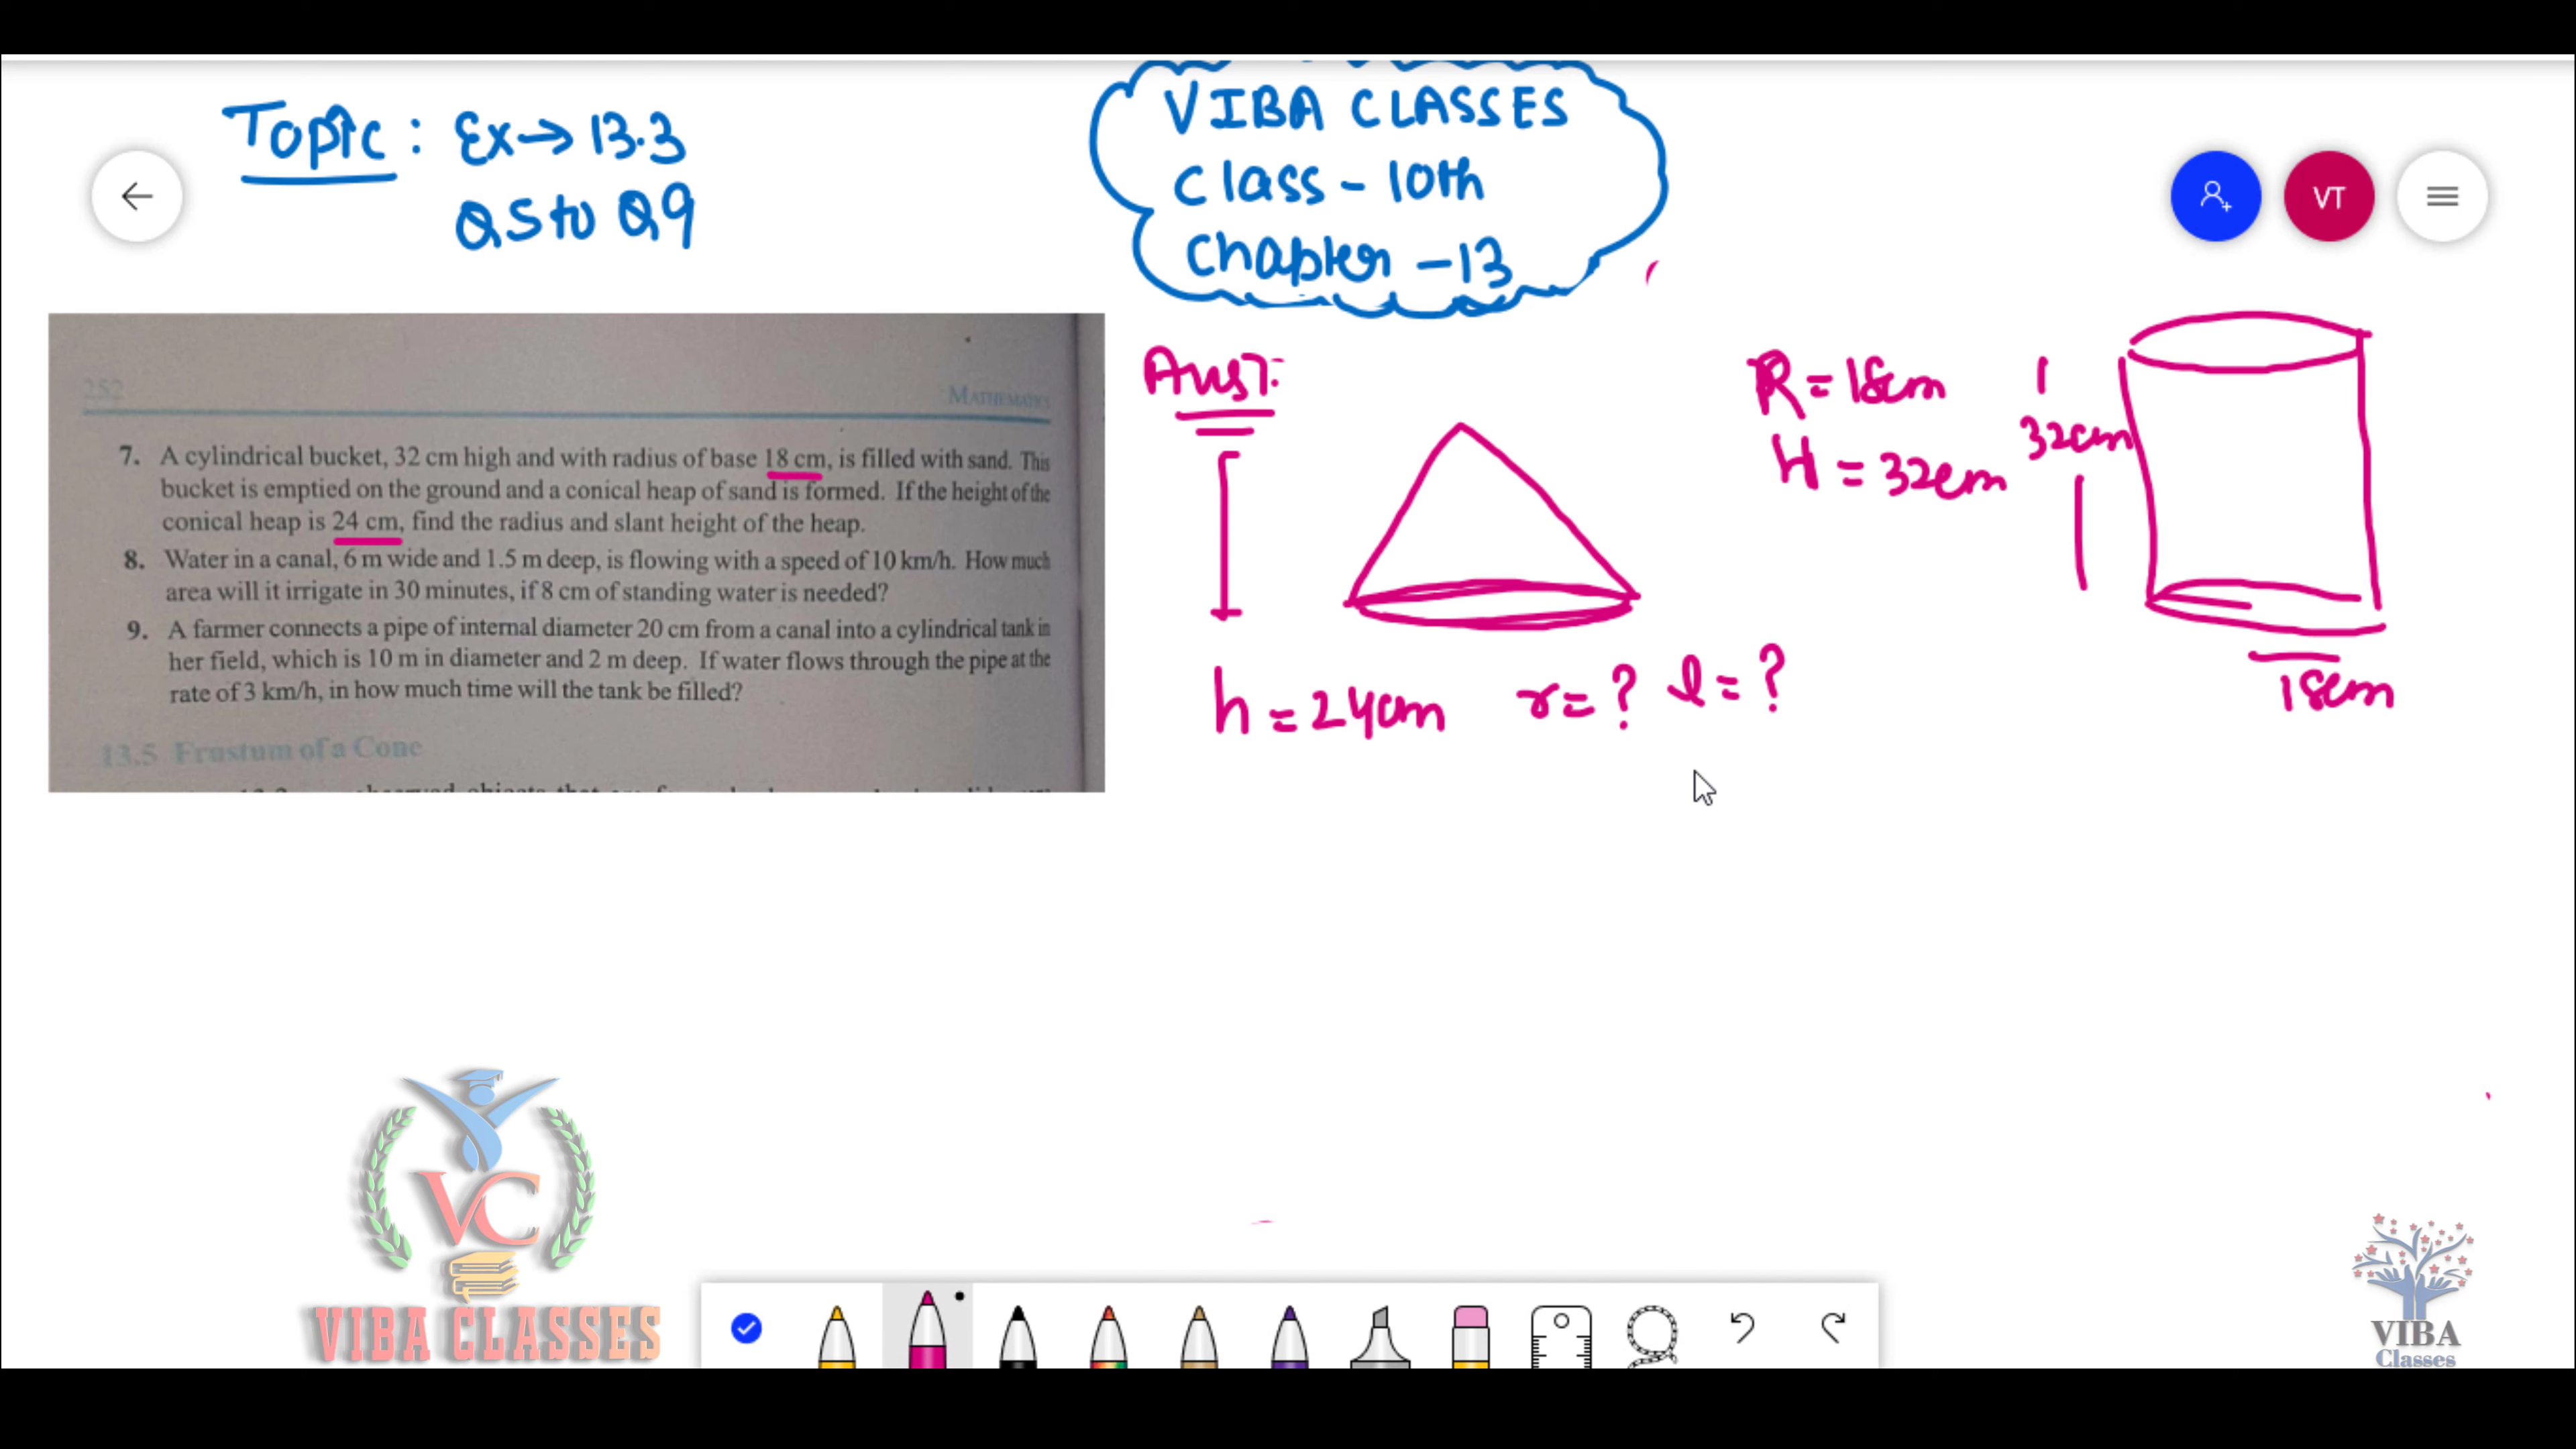 Topic : Ex→ 13.3
Q5 to Q9
VIBA CLASSES
Class - 10th
Chapter - 13
VT
252
MATHEMATICS
7. A cylindrical bucket, 32 cm high and with radius of base 18 cm, is filled with sand. This
bucket is emptied on the ground and a conical heap of sand is formed. If the height of the
conical heap is 24 cm, find the radius and slant height of the heap.
8. Water in a canal, 6 m wide and 1.5 m deep, is flowing with a speed of 10 km/h. How much
area will it irrigate in 30 minutes, if 8 cm of standing water is needed?
9. A farmer connects a pipe of internal diameter 20 cm from a canal into a cylindrical tank in
her field, which is 10 m in diameter and 2 m deep. If water flows through the pipe at the
rate of 3 km/h, in how much time will the tank be filled?
13.5 Frustum of a Cone
h = 24cm r = ? l = ?
R = 18cm
H = 32cm
32cm
18cm
VC
VIBA CLASSES
VIBA
Classes